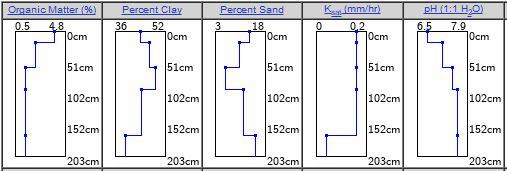 Organic Matter (%) Percent Clay Percent Sand Ksat (mm/hr) pH (1:1 H2O)
0.5 4.8 36 52 3 18 0 0.2 6.5 7.9
0cm 0cm 0cm 0cm 0cm
51cm 51cm 51cm 51cm 51cm
102cm 102cm 102cm 102cm 102cm
152cm 152cm 152cm 152cm 152cm
203cm 203cm 203cm 203cm 203cm